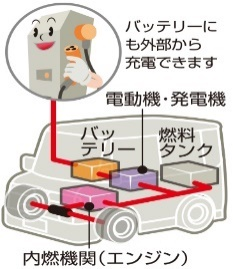 バッテリーに
も外部から
充電できます
電動機・発電機
バッ
テリー
燃料
タンク
内燃機関(エンジン)